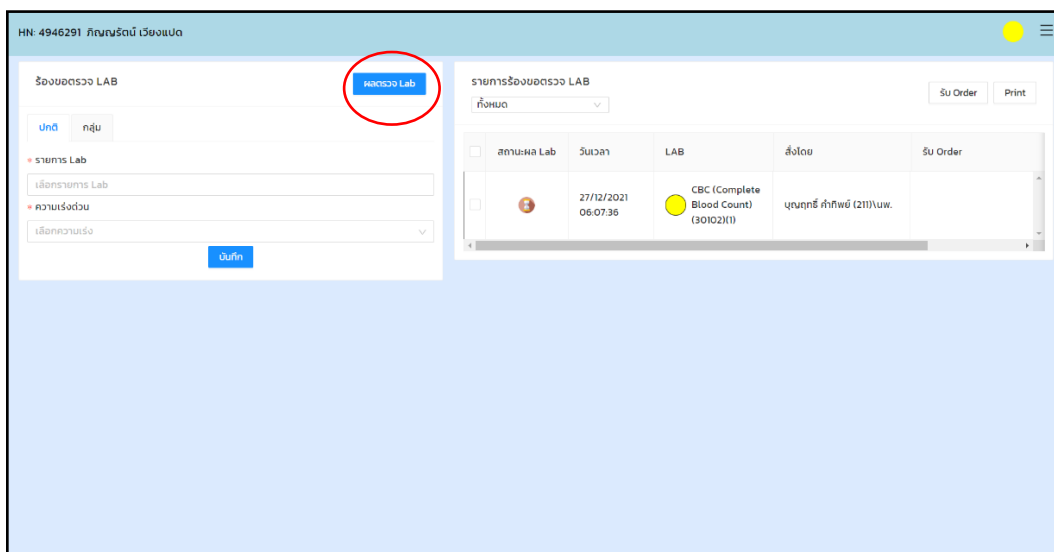 HN: 4946291 ภิญญรัตน์ เวียงแปด
ร้องขอตรวจ LAB
ผลตรวจ Lab
ปกติ กลุ่ม
* รายการ Lab
เลือกรายการ Lab
* ความเร่งด่วน
เลือกความเร่ง
บันทึก
รายการร้องขอตรวจ LAB
ทั้งหมด
รับ Order Print
สถานะผล Lab วันเวลา LAB สั่งโดย รับ Order
27/12/2021
06:07:36
CBC (Complete
Blood Count)
(30102)(1)
บุญฤทธิ์ คำทิพย์ (211)\นพ.